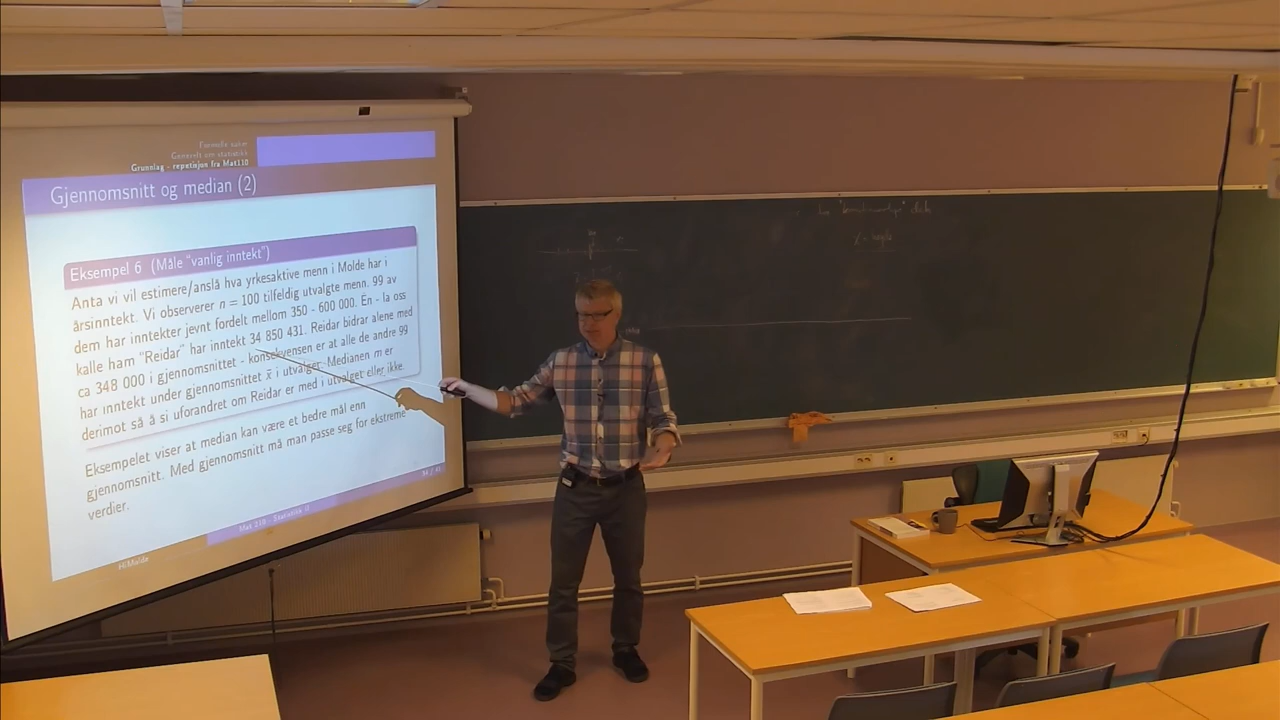 Formelle saker
Generelt om statistikk
Grunnlag - repetisjon fra Mat110
Gjennomsnitt og median (2)
Eksempel 6 (Måle "vanlig inntekt")
Anta vi vil estimere/anslå hva yrkesaktive menn i Molde har i
årsinntekt. Vi observerer n = 100 tilfeldig utvalgte menn. 99 av
dem har inntekter jevnt fordelt mellom 350 - 600 000. En - la oss
kalle ham "Reidar" har inntekt 34 850 431. Reidar bidrar alene med
ca 348 000 i gjennomsnittet - konsekvensen er at alle de andre 99
har inntekt under gjennomsnittet x̄ i utvalget. Medianen m er
derimot så å si uforandret om Reidar er med i utvalget eller ikke.
Eksempelet viser at median kan være et bedre mål enn
gjennomsnitt. Med gjennomsnitt må man passe seg for ekstreme
verdier.
HiMolde
Mat 210 - Statistikk II